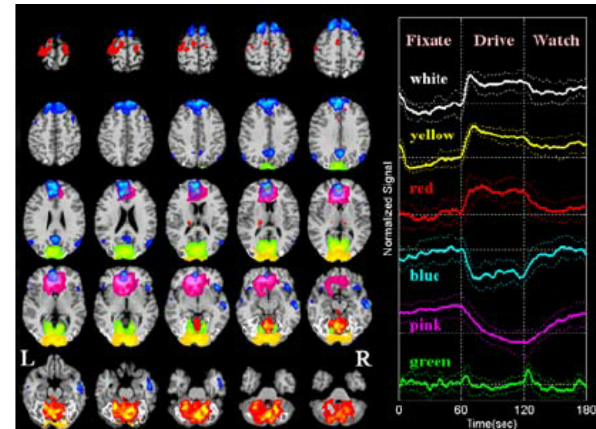 Fixate Drive Watch
white
yellow
red
blue
pink
green
Normalized Signal
L
R
0 60 120 180
Time(sec)